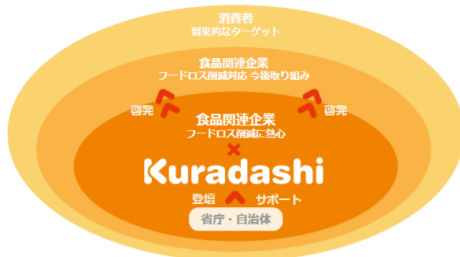 消費者
将来的なターゲット
食品関連企業
フードロス削減対応 今後取り組み
啓発
啓発
食品関連企業
フードロス削減に熱心
×
Kuradashi
登壇 サポート
省庁・自治体